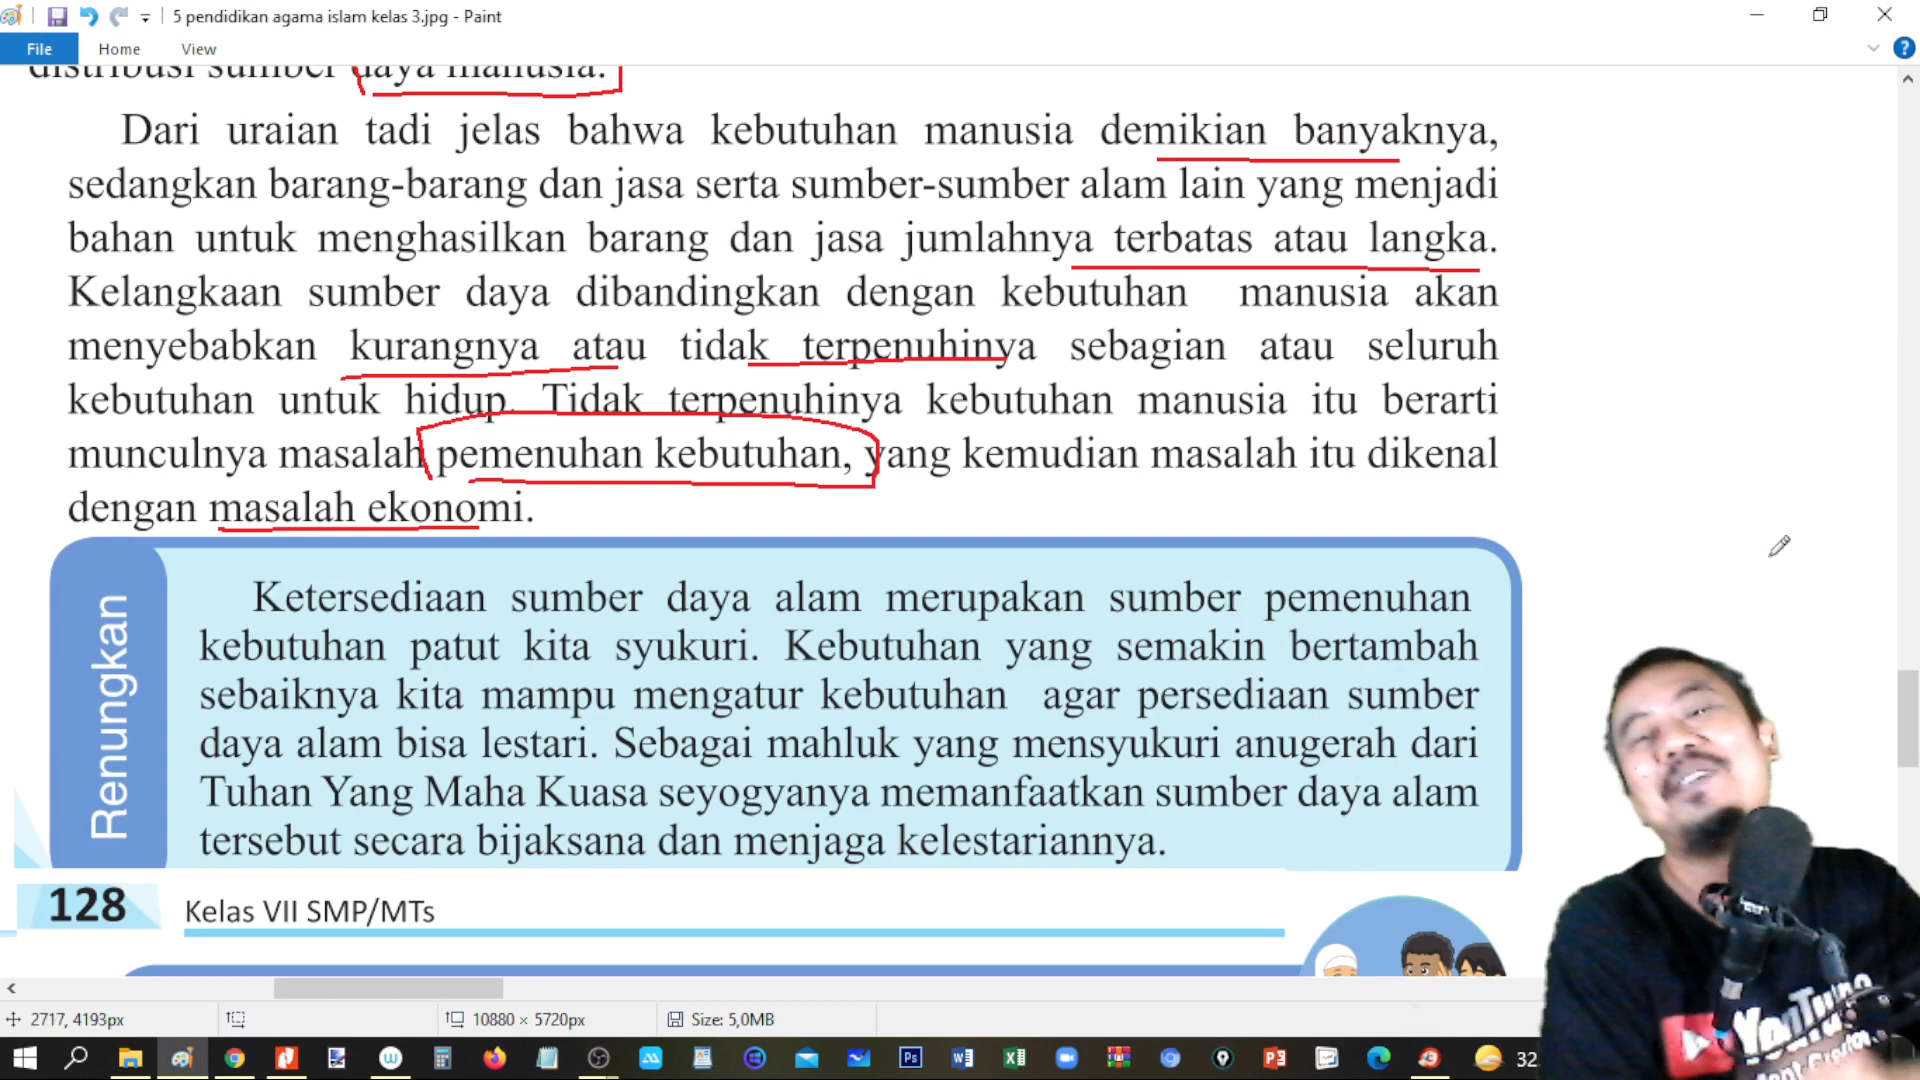 5 pendidikan agama islam kelas 3.jpg - Paint
File Home View
distribusi sumber daya manusia.
Dari uraian tadi jelas bahwa kebutuhan manusia demikian banyaknya,
sedangkan barang-barang dan jasa serta sumber-sumber alam lain yang menjadi
bahan untuk menghasilkan barang dan jasa jumlahnya terbatas atau langka.
Kelangkaan sumber daya dibandingkan dengan kebutuhan manusia akan
menyebabkan kurangnya atau tidak terpenuhinya sebagian atau seluruh
kebutuhan untuk hidup. Tidak terpenuhinya kebutuhan manusia itu berarti
munculnya masalah pemenuhan kebutuhan, yang kemudian masalah itu dikenal
dengan masalah ekonomi.
Renungkan
Ketersediaan sumber daya alam merupakan sumber pemenuhan
kebutuhan patut kita syukuri. Kebutuhan yang semakin bertambah
sebaiknya kita mampu mengatur kebutuhan agar persediaan sumber
daya alam bisa lestari. Sebagai mahluk yang mensyukuri anugerah dari
Tuhan Yang Maha Kuasa seyogyanya memanfaatkan sumber daya alam
tersebut secara bijaksana dan menjaga kelestariannya.
128 Kelas VII SMP/MTs
2717, 4193px 10880 × 5720px Size: 5,0MB
32
YouTube